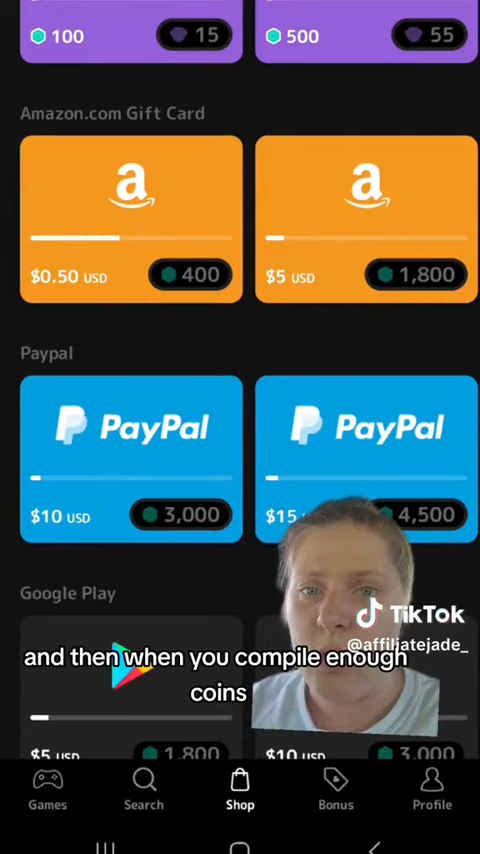 100 15 500 55
Amazon.com Gift Card
a a
$0.50 USD 400 $5 USD 1,800
Paypal
PayPal PayPal
$10 USD 3,000 $15 4,500
TikTok
@affiliatejade_
Google Play
and then when you compile enough
coins
$5 USD 1,800 $10 USD 3,000
Games Search Shop Bonus Profile